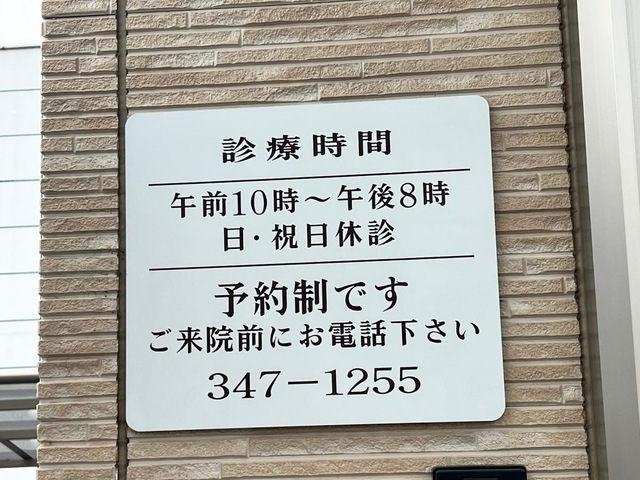 診療時間
午前10時～午後8時
日・祝日休診
予約制です
ご来院前にお電話下さい
347－1255